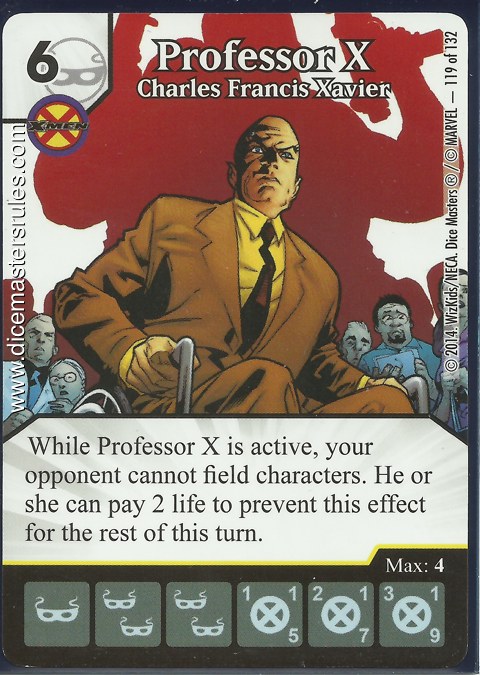 6
Professor X
Charles Francis Xavier
X-MEN
www.dicemastersrules.com
© 2014. WizKids/NECA. Dice Masters ® / © MARVEL — 119 of 132
While Professor X is active, your
opponent cannot field characters. He or
she can pay 2 life to prevent this effect
for the rest of this turn.
Max: 4
1 1 5
2 1 7
3 1 9